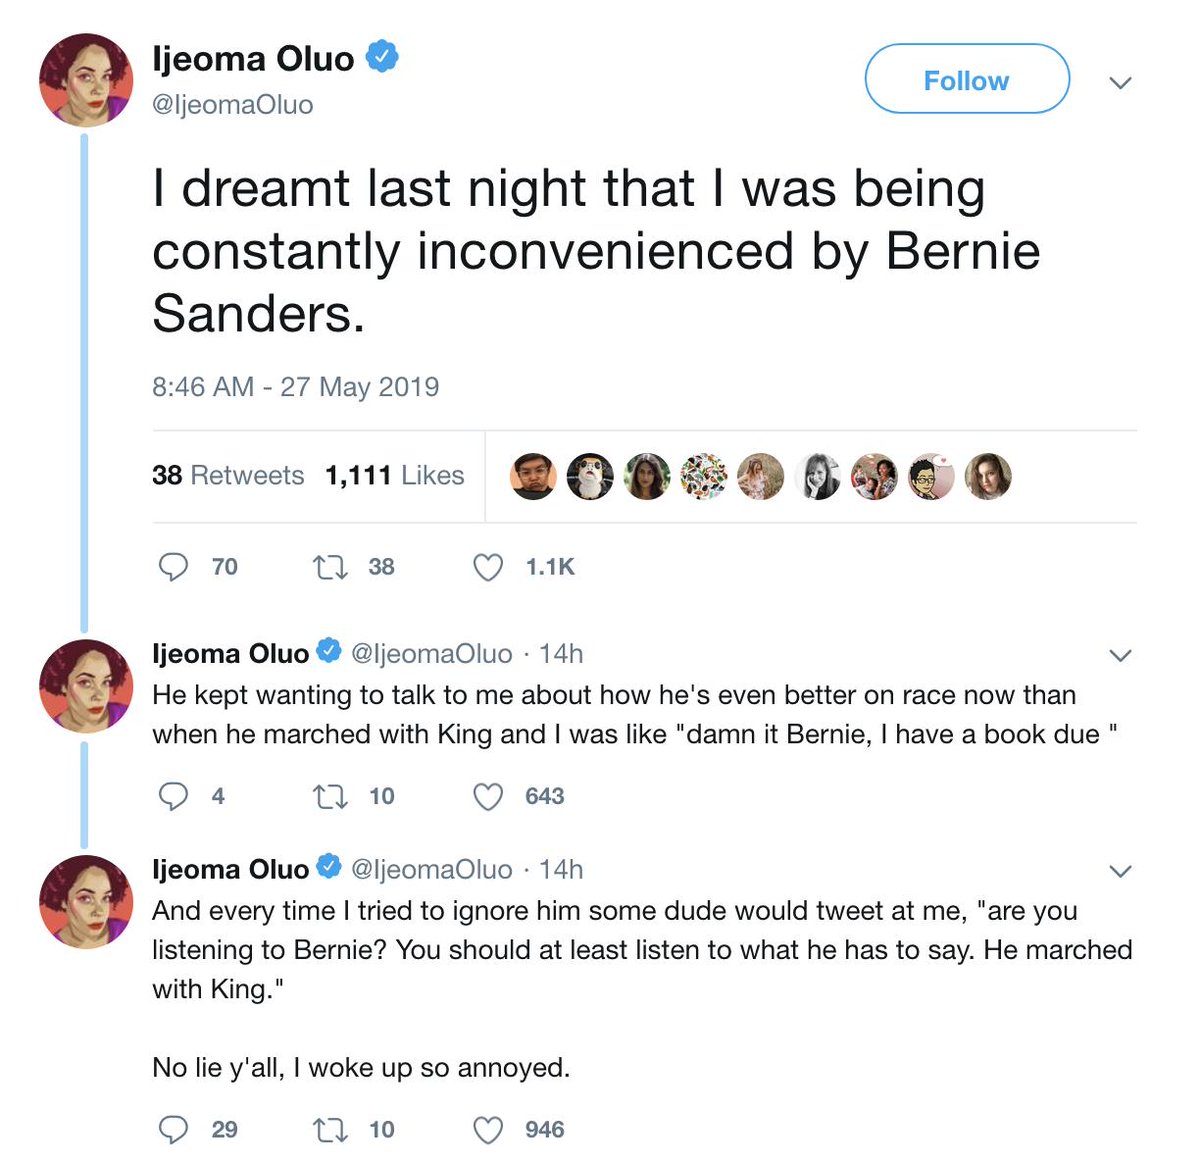 Ijeoma Oluo
@IjeomaOluo
Follow
I dreamt last night that I was being
constantly inconvenienced by Bernie
Sanders.
8:46 AM - 27 May 2019
38 Retweets 1,111 Likes
70 38 1.1K
Ijeoma Oluo @IjeomaOluo · 14h
He kept wanting to talk to me about how he's even better on race now than
when he marched with King and I was like "damn it Bernie, I have a book due "
4 10 643
Ijeoma Oluo @IjeomaOluo · 14h
And every time I tried to ignore him some dude would tweet at me, "are you
listening to Bernie? You should at least listen to what he has to say. He marched
with King."
No lie y'all, I woke up so annoyed.
29 10 946